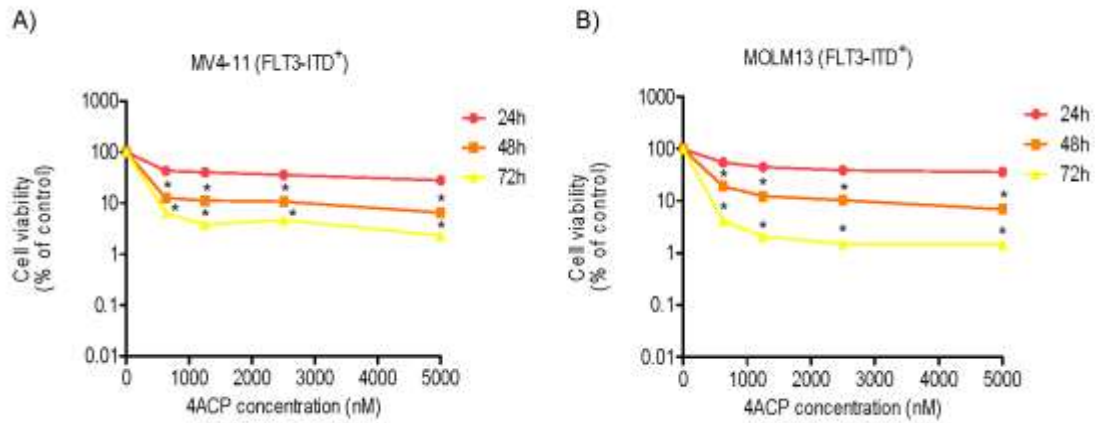 A)
MV4-11 (FLT3-ITD+)
Cell viability
(% of control)
1000
100
10
1
0.1
0.01
0 1000 2000 3000 4000 5000
4ACP concentration (nM)
24h
48h
72h
* * * *
* * * *
B)
MOLM13 (FLT3-ITD+)
Cell viability
(% of control)
1000
100
10
1
0.1
0.01
0 1000 2000 3000 4000 5000
4ACP concentration (nM)
24h
48h
72h
* * * *
* * * *